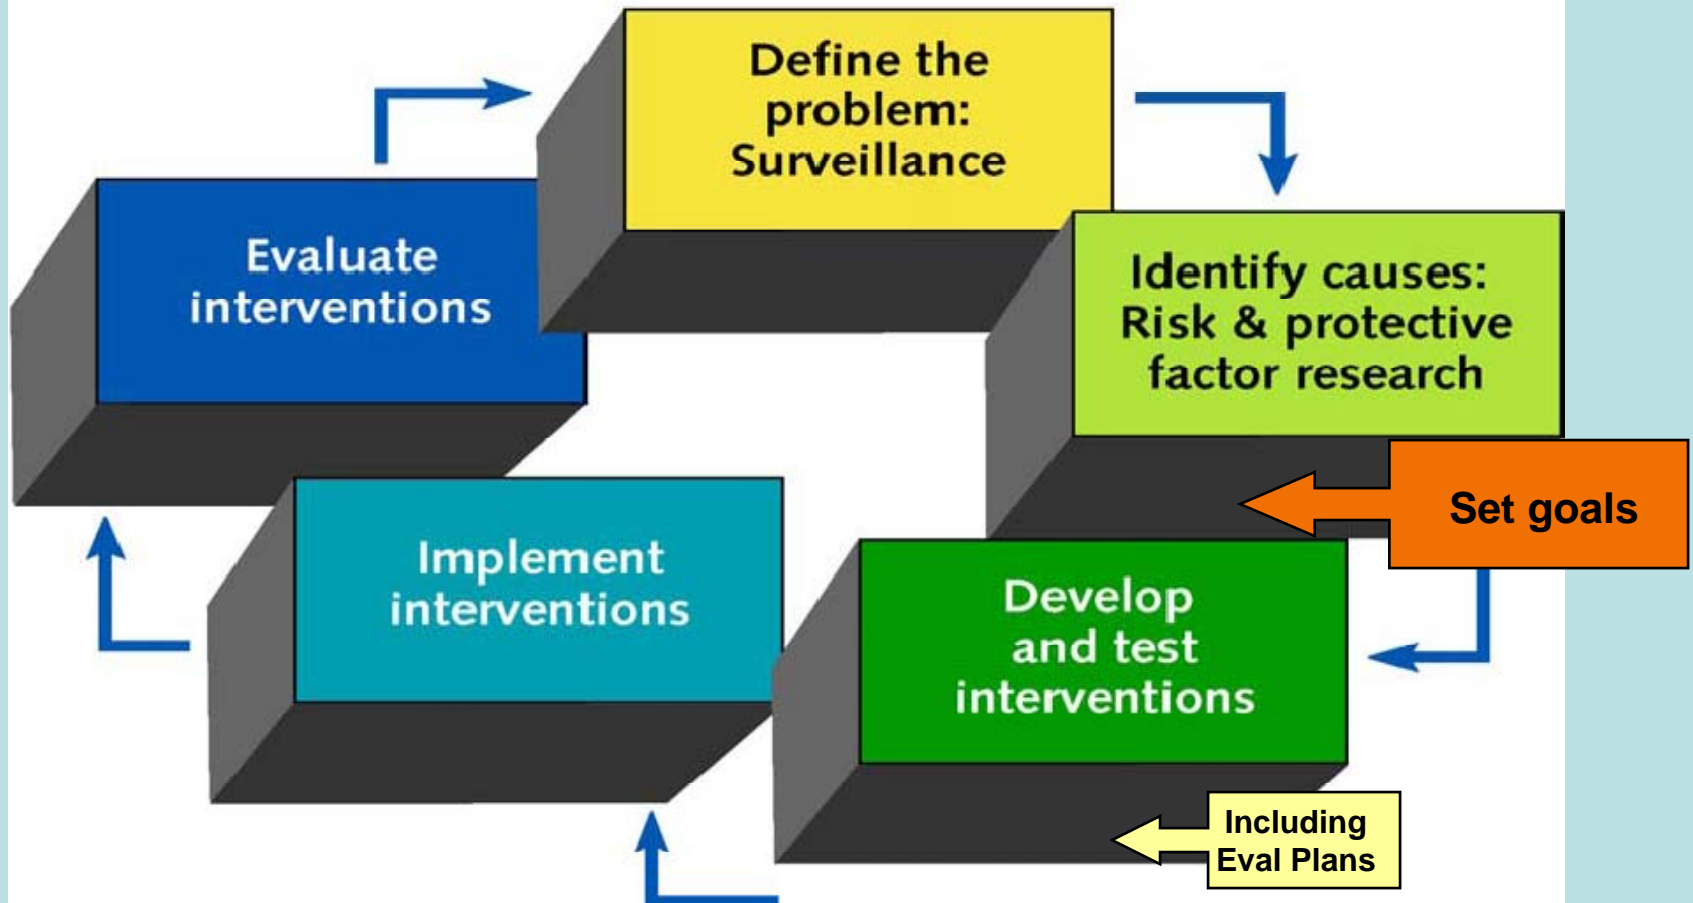 Define the
problem:
Surveillance
Evaluate
interventions
Identify causes:
Risk & protective
factor research
Set goals
Implement
interventions
Develop
and test
interventions
Including
Eval Plans